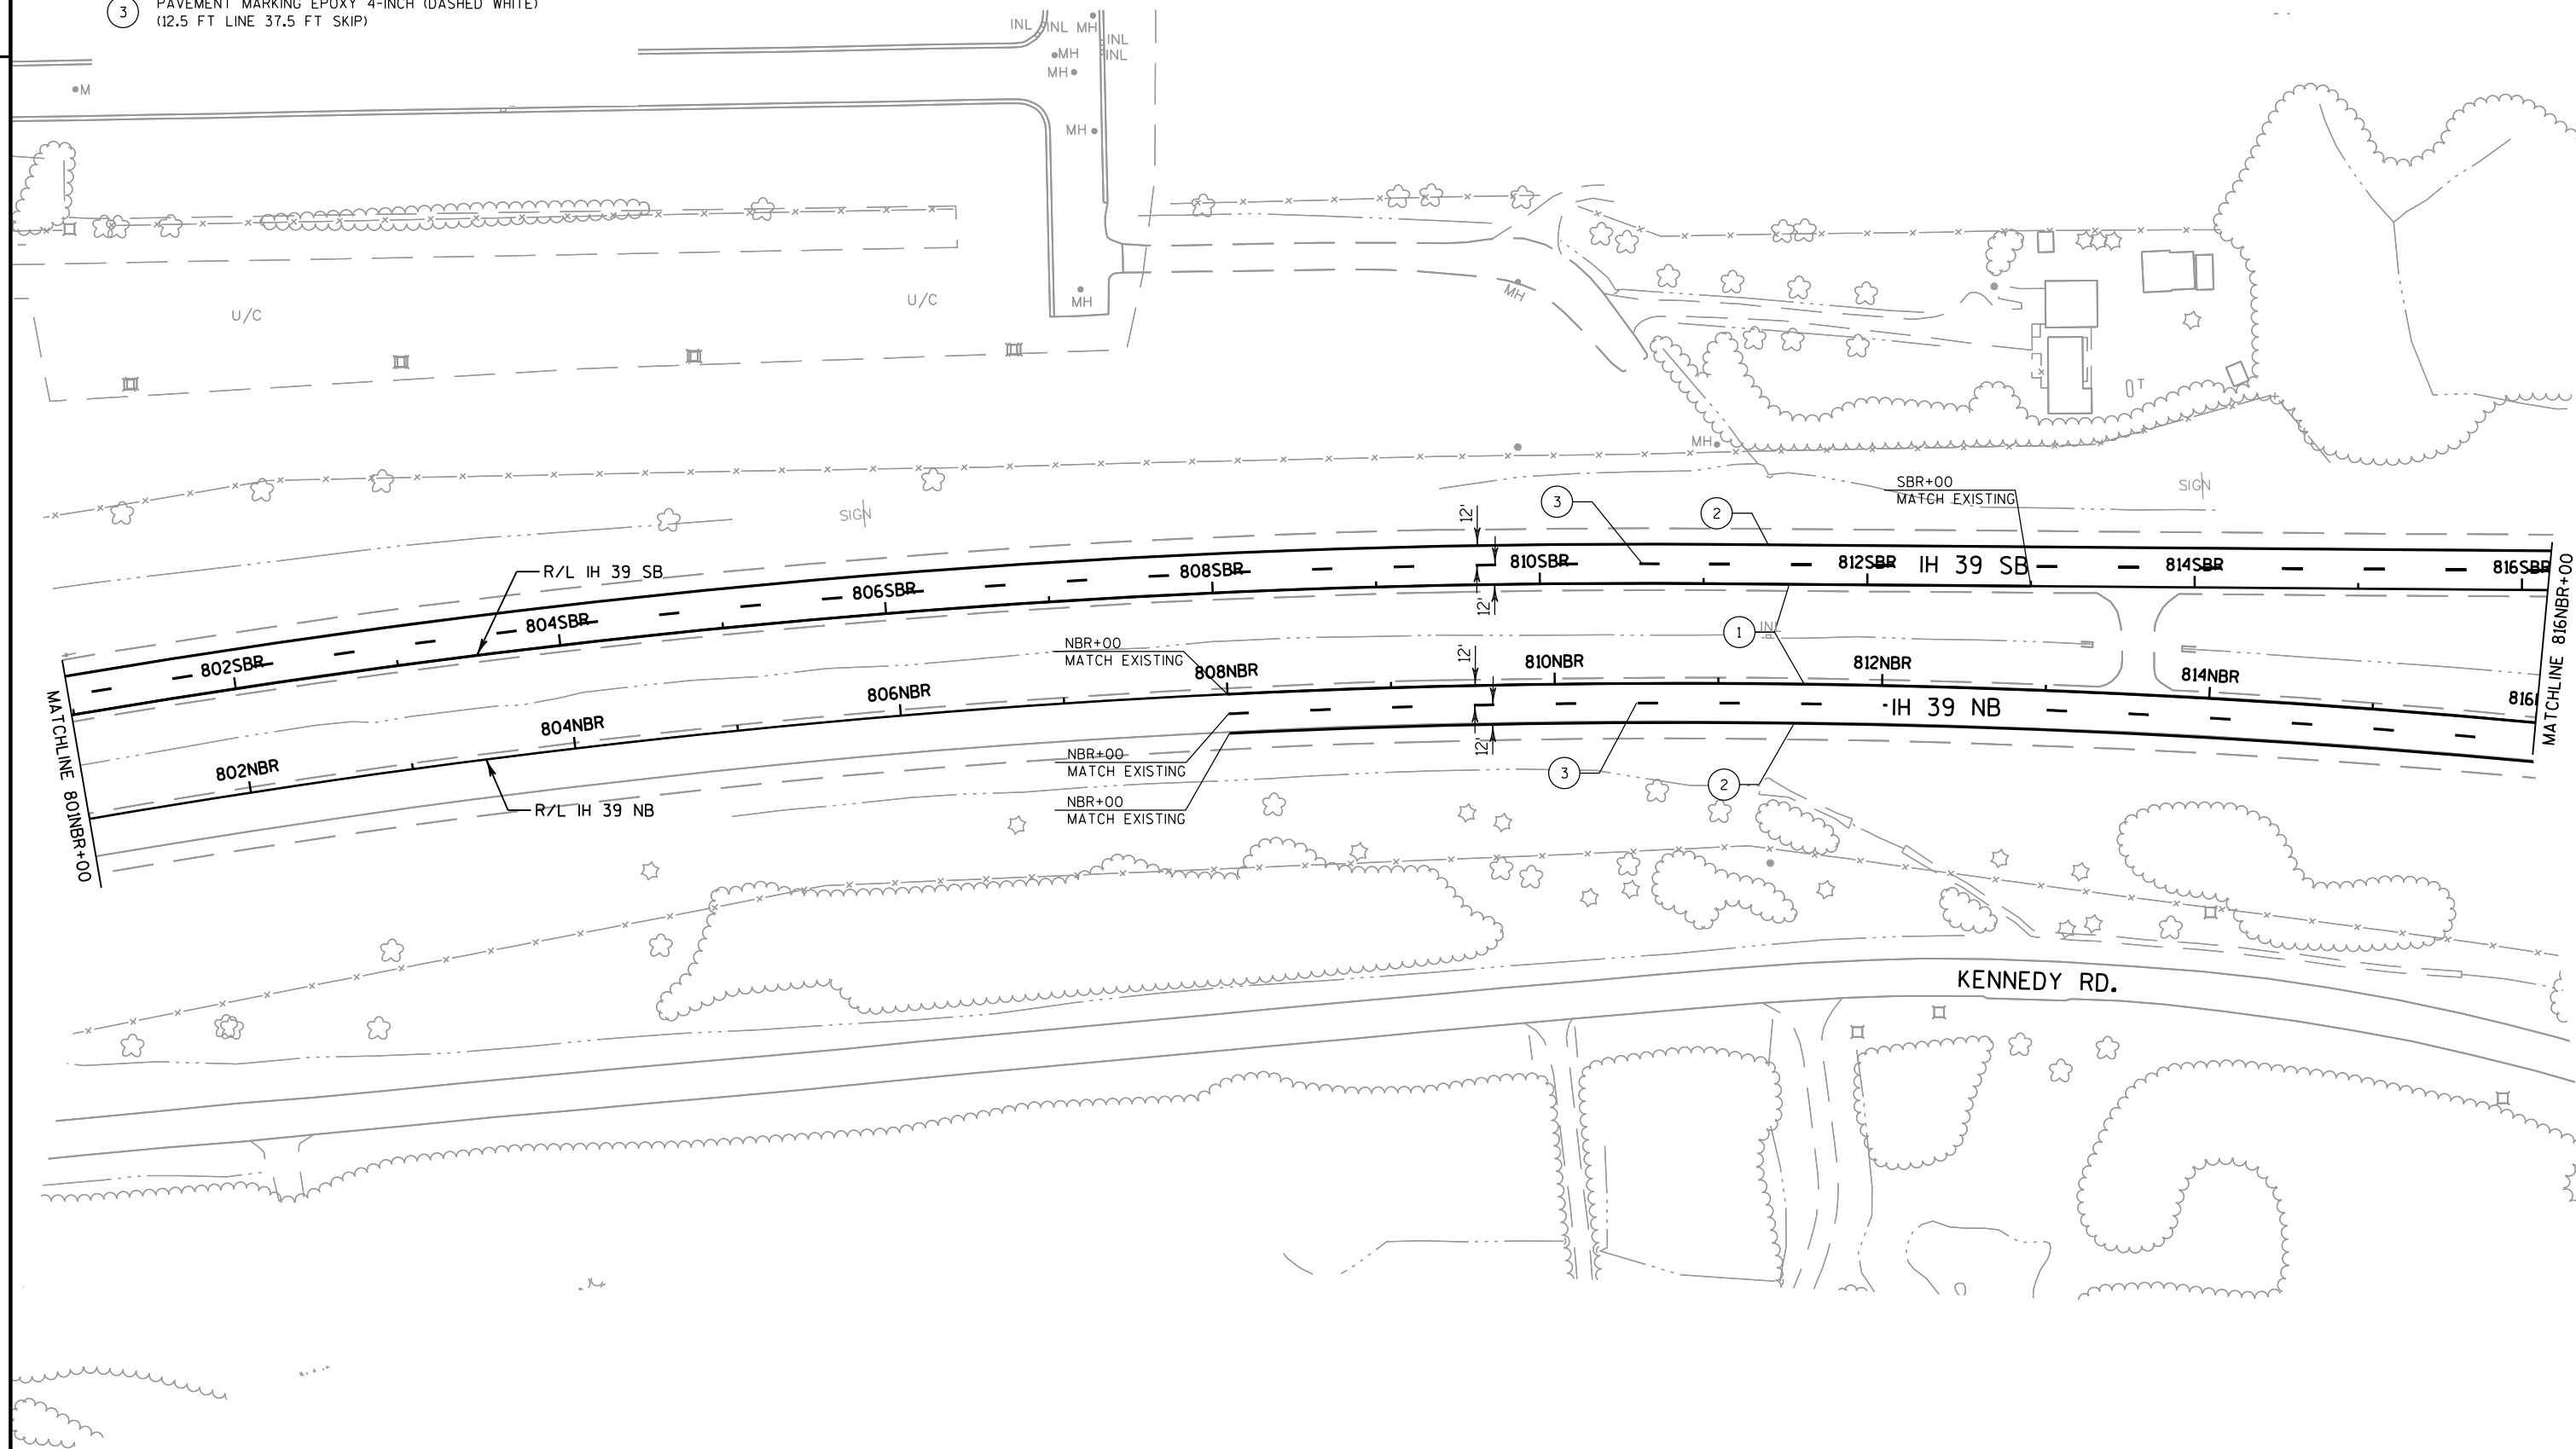 3 PAVEMENT MARKING EPOXY 4-INCH (DASHED WHITE)
(12.5 FT LINE 37.5 FT SKIP)
INL INL MH
INL
MH
INL
MH
M
MH
MH
MH
U/C
U/C
T
MH
SIGN
SIGN
SBR+00
MATCH EXISTING
3
2
12'
12'
R/L IH 39 SB
802SBR
804SBR
806SBR
808SBR
810SBR
812SBR
IH 39 SB
814SBR
816SBR
NBR+00
MATCH EXISTING
1
12'
12'
802NBR
804NBR
806NBR
808NBR
810NBR
812NBR
814NBR
IH 39 NB
NBR+00
MATCH EXISTING
NBR+00
MATCH EXISTING
3
2
R/L IH 39 NB
MATCHLINE 801NBR+00
MATCHLINE 816NBR+00
KENNEDY RD.